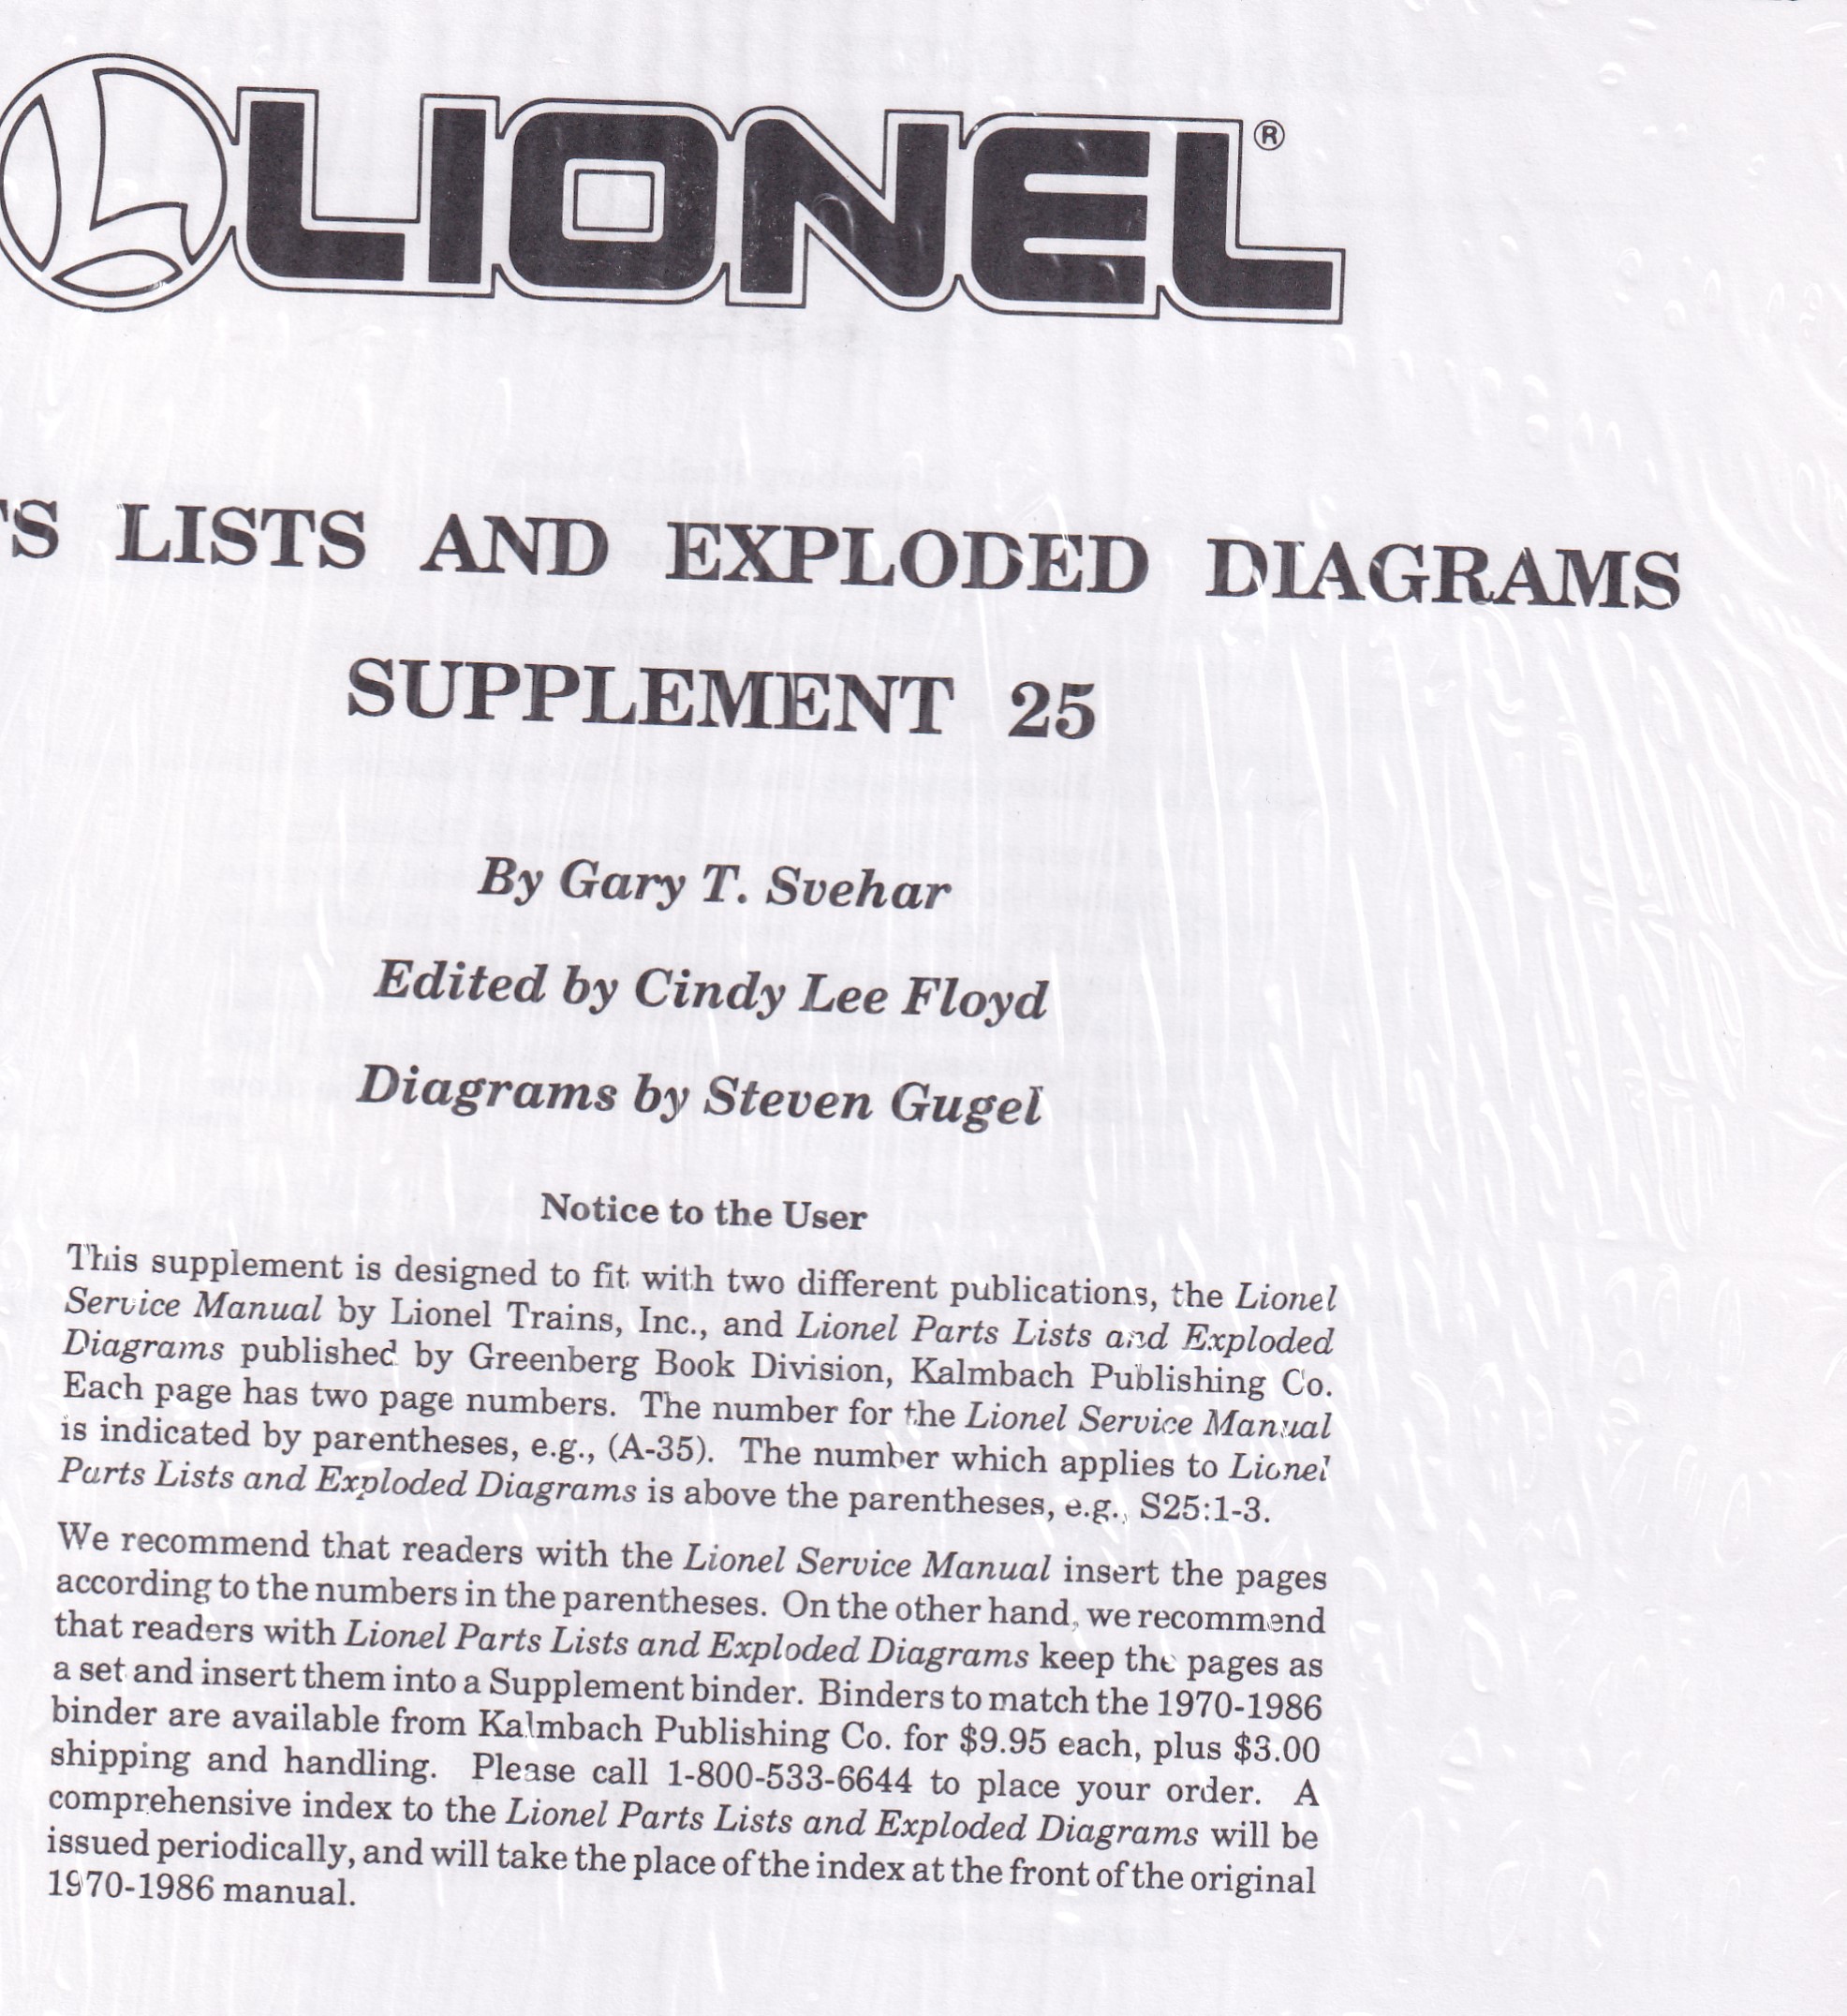 LIONEL®
TS LISTS AND EXPLODED DIAGRAMS
SUPPLEMENT 25
By Gary T. Svehar
Edited by Cindy Lee Floyd
Diagrams by Steven Gugel
Notice to the User
This supplement is designed to fit with two different publications, the Lionel
Service Manual by Lionel Trains, Inc., and Lionel Parts Lists and Exploded
Diagrams published by Greenberg Book Division, Kalmbach Publishing Co.
Each page has two page numbers. The number for the Lionel Service Manual
is indicated by parentheses, e.g., (A-35). The number which applies to Lionel
Parts Lists and Exploded Diagrams is above the parentheses, e.g., S25:1-3.
We recommend that readers with the Lionel Service Manual insert the pages
according to the numbers in the parentheses. On the other hand, we recommend
that readers with Lionel Parts Lists and Exploded Diagrams keep the pages as
a set and insert them into a Supplement binder. Binders to match the 1970-1986
binder are available from Kalmbach Publishing Co. for $9.95 each, plus $3.00
shipping and handling. Please call 1-800-533-6644 to place your order. A
comprehensive index to the Lionel Parts Lists and Exploded Diagrams will be
issued periodically, and will take the place of the index at the front of the original
1970-1986 manual.